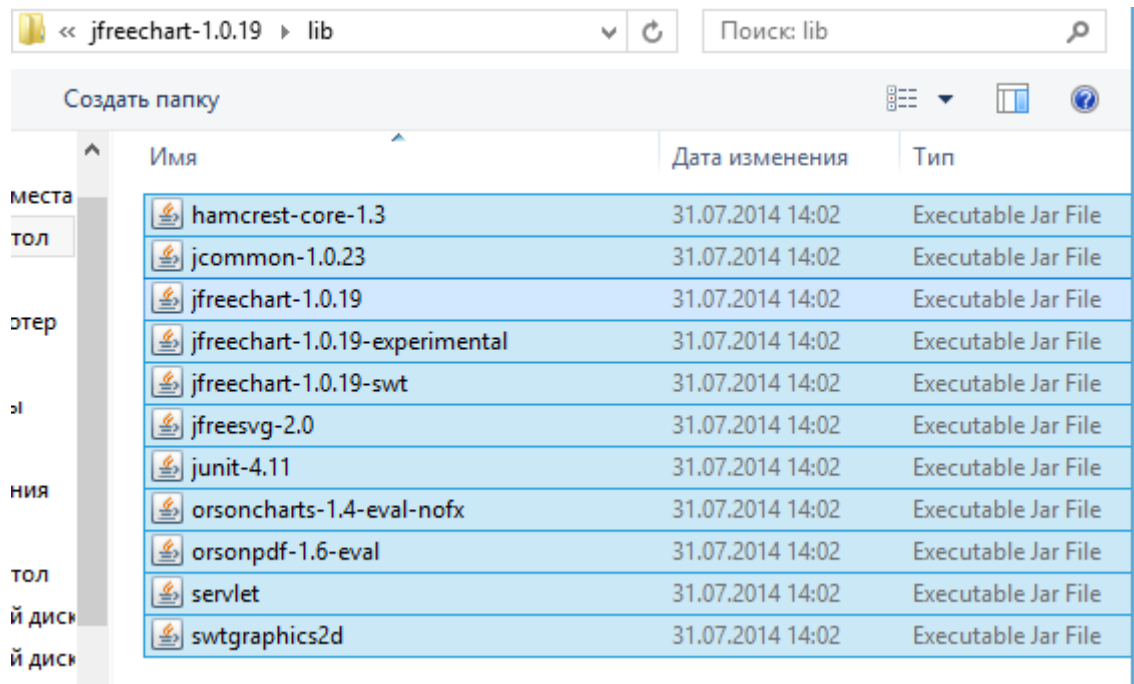 « jfreechart-1.0.19 lib Поиск: lib
Создать папку
Имя Дата изменения Тип
места
тол
отер
ы
ния
тол
й диск
й диск
hamcrest-core-1.3 31.07.2014 14:02 Executable Jar File
jcommon-1.0.23 31.07.2014 14:02 Executable Jar File
jfreechart-1.0.19 31.07.2014 14:02 Executable Jar File
jfreechart-1.0.19-experimental 31.07.2014 14:02 Executable Jar File
jfreechart-1.0.19-swt 31.07.2014 14:02 Executable Jar File
jfreesvg-2.0 31.07.2014 14:02 Executable Jar File
junit-4.11 31.07.2014 14:02 Executable Jar File
orsoncharts-1.4-eval-nofx 31.07.2014 14:02 Executable Jar File
orsonpdf-1.6-eval 31.07.2014 14:02 Executable Jar File
servlet 31.07.2014 14:02 Executable Jar File
swtgraphics2d 31.07.2014 14:02 Executable Jar File